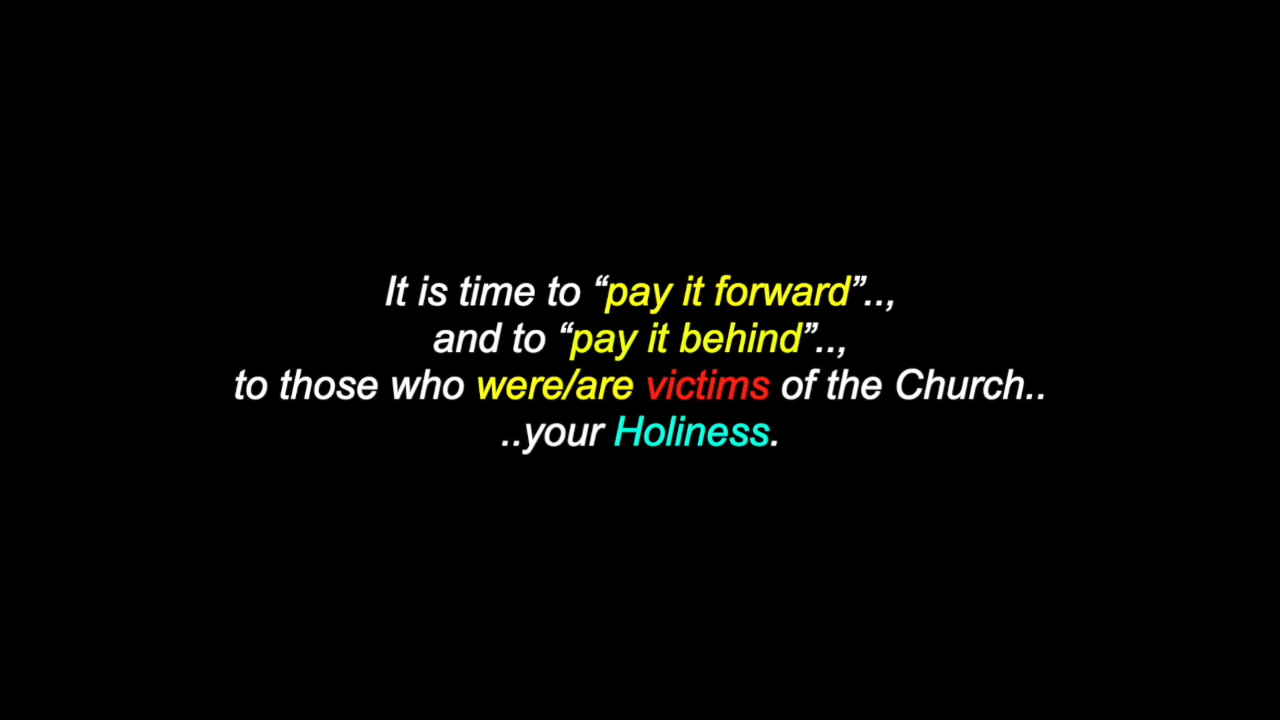 It is time to “pay it forward”..,
and to “pay it behind”..,
to those who were/are victims of the Church..
..your Holiness.